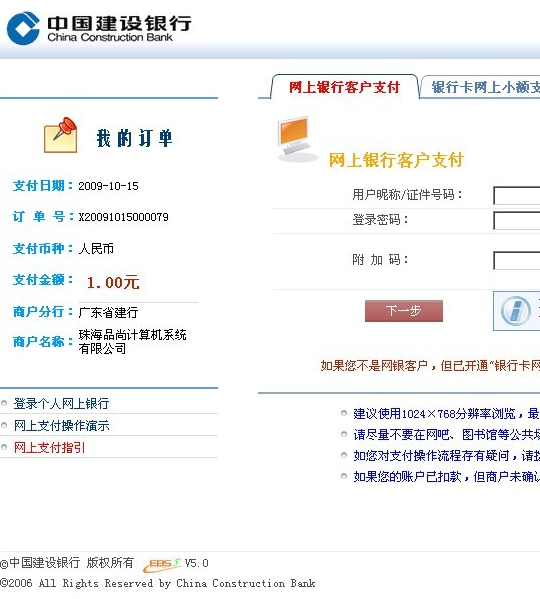 中国建设银行
China Construction Bank
网上银行客户支付
银行卡网上小额支
我的订单
支付日期：2009-10-15
订 单 号：X20091015000079
支付币种：人民币
支付金额：1.00元
商户分行：广东省建行
商户名称：珠海品尚计算机系统
有限公司
登录个人网上银行
网上支付操作演示
网上支付指引
网上银行客户支付
用户昵称/证件号码：
登录密码：
附 加 码：
下一步
如果您不是网银客户，但已开通“银行卡网
建议使用1024×768分辨率浏览，最
请尽量不要在网吧、图书馆等公共场
如您对支付操作流程存有疑问，请拨
如果您的账户已扣款，但商户未确认
©中国建设银行 版权所有 EBS V5.0
©2006 All Rights Reserved by China Construction Bank